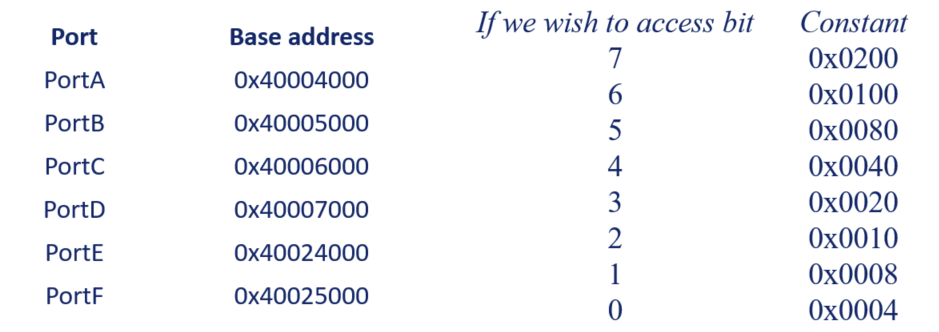 Port Base address
PortA 0x40004000
PortB 0x40005000
PortC 0x40006000
PortD 0x40007000
PortE 0x40024000
PortF 0x40025000
If we wish to access bit Constant
7 0x0200
6 0x0100
5 0x0080
4 0x0040
3 0x0020
2 0x0010
1 0x0008
0 0x0004